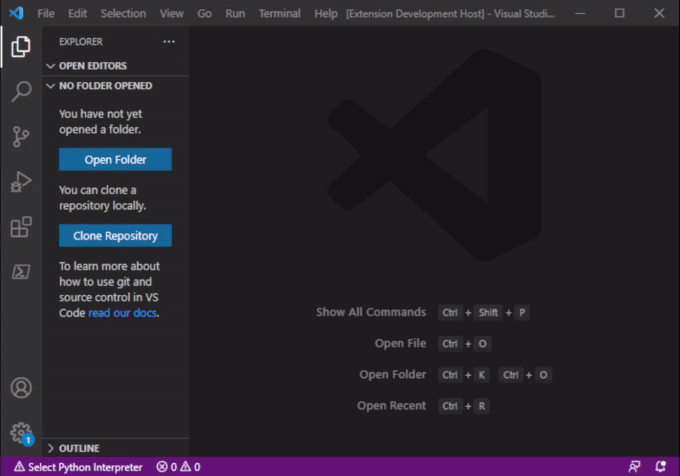 File Edit Selection View Go Run Terminal Help [Extension Development Host] - Visual Studi...
EXPLORER
OPEN EDITORS
NO FOLDER OPENED
You have not yet
opened a folder.
Open Folder
You can clone a
repository locally.
Clone Repository
To learn more about
how to use git and
source control in VS
Code read our docs.
Show All Commands Ctrl + Shift + P
Open File Ctrl + O
Open Folder Ctrl + K Ctrl + O
Open Recent Ctrl + R
1
OUTLINE
Select Python Interpreter 0 0